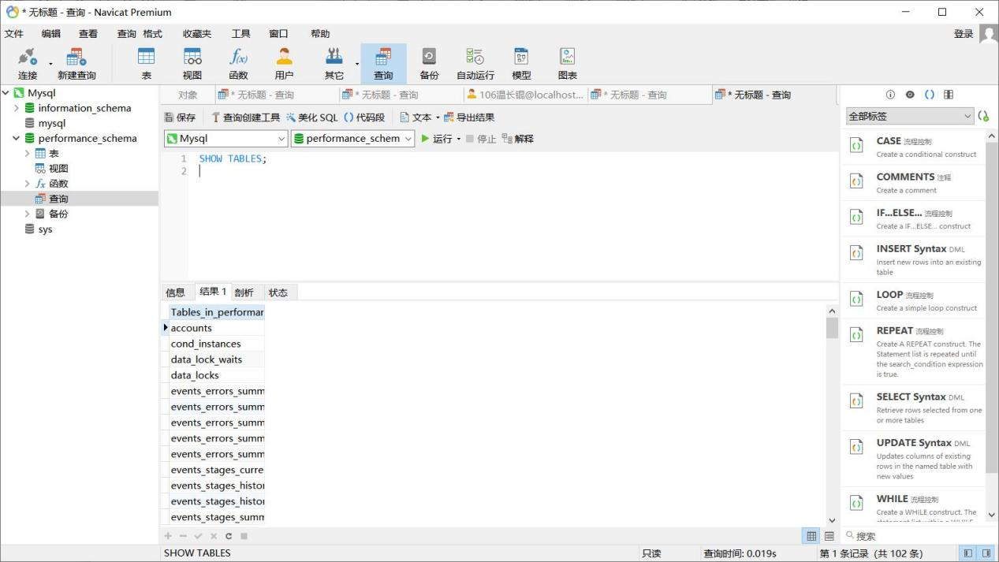 * 无标题 - 查询 - Navicat Premium
文件 编辑 查看 查询 格式 收藏夹 工具 窗口 帮助 登录
连接 新建查询 表 视图 函数 用户 其它 查询 备份 自动运行 模型 图表
Mysql
information_schema
mysql
performance_schema
表
视图
函数
查询
备份
sys
对象 * 无标题 - 查询 * 无标题 - 查询 106温长锟@localhost... * 无标题 - 查询 * 无标题 - 查询
保存 查询创建工具 美化 SQL () 代码段 文本 导出结果
Mysql performance_schem 运行 停止 解释
1 SHOW TABLES;
2
信息 结果 1 剖析 状态
Tables_in_performar
accounts
cond_instances
data_lock_waits
data_locks
events_errors_summ
events_errors_summ
events_errors_summ
events_errors_summ
events_errors_summ
events_stages_curre
events_stages_histor
events_stages_histor
events_stages_summ
全部标签
CASE 流程控制
Create a conditional construct
COMMENTS 注释
Create a comment
IF...ELSE... 流程控制
Create a IF...ELSE... construct
INSERT Syntax DML
Insert new rows into an existing
table
LOOP 流程控制
Create a simple loop construct
REPEAT 流程控制
Create A REPEAT construct. The
Statement list is repeated until
the search_condition expression
is true.
SELECT Syntax DML
Retrieve rows selected from one
or more tables
UPDATE Syntax DML
Updates columns of existing
rows in the named table with
new values
WHILE 流程控制
Create a WHILE construct. The
搜索
SHOW TABLES 只读 查询时间: 0.019s 第 1 条记录 (共 102 条)